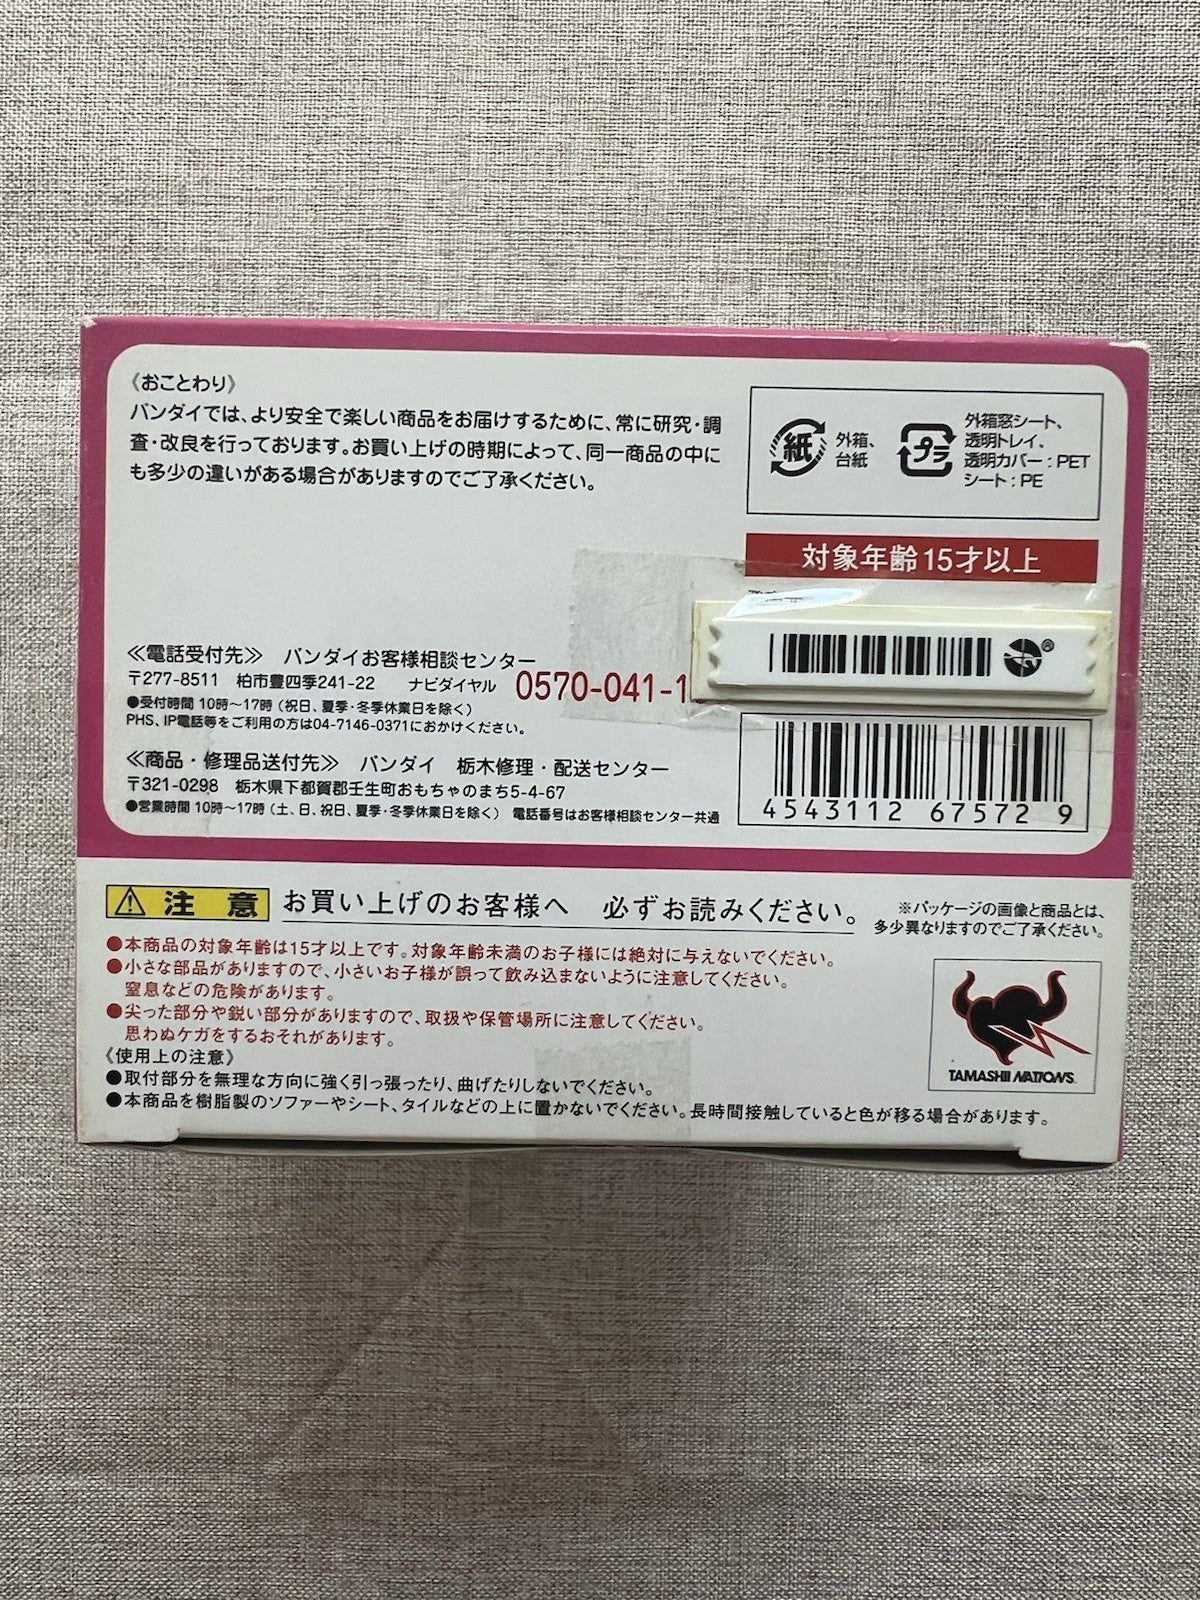 《おことわり》
バンダイでは、より安全で楽しい商品をお届けするために、常に研究・調
査・改良を行っております。お買い上げの時期によって、同一商品の中に
も多少の違いがある場合がありますのでご了承ください。
紙
外箱、
台紙
プラ
外箱窓シート、
透明トレイ、
透明カバー：PET
シート：PE
対象年齢15才以上
≪電話受付先≫ バンダイお客様相談センター
〒277-8511 柏市豊四季241-22 ナビダイヤル 0570-041-1
●受付時間 10時～17時（祝日、夏季・冬季休業日を除く）
PHS、IP電話等をご利用の方は04-7146-0371におかけください。
≪商品・修理品送付先≫ バンダイ 栃木修理・配送センター
〒321-0298 栃木県下都賀郡壬生町おもちゃのまち5-4-67
●営業時間 10時～17時（土、日、祝日、夏季・冬季休業日を除く） 電話番号はお客様相談センター共通
®
4543112 67572 9
注意 お買い上げのお客様へ 必ずお読みください。
※パッケージの画像と商品とは、
多少異なりますのでご了承ください。
●本商品の対象年齢は15才以上です。対象年齢未満のお子様には絶対に与えないでください。
●小さな部品がありますので、小さいお子様が誤って飲み込まないように注意してください。
窒息などの危険があります。
●尖った部分や鋭い部分がありますので、取扱や保管場所に注意してください。
思わぬケガをするおそれがあります。
《使用上の注意》
●取付部分を無理な方向に強く引っ張ったり、曲げたりしないでください。
●本商品を樹脂製のソファーやシート、タイルなどの上に置かないでください。長時間接触していると色が移る場合があります。
TAMASHII NATIONS